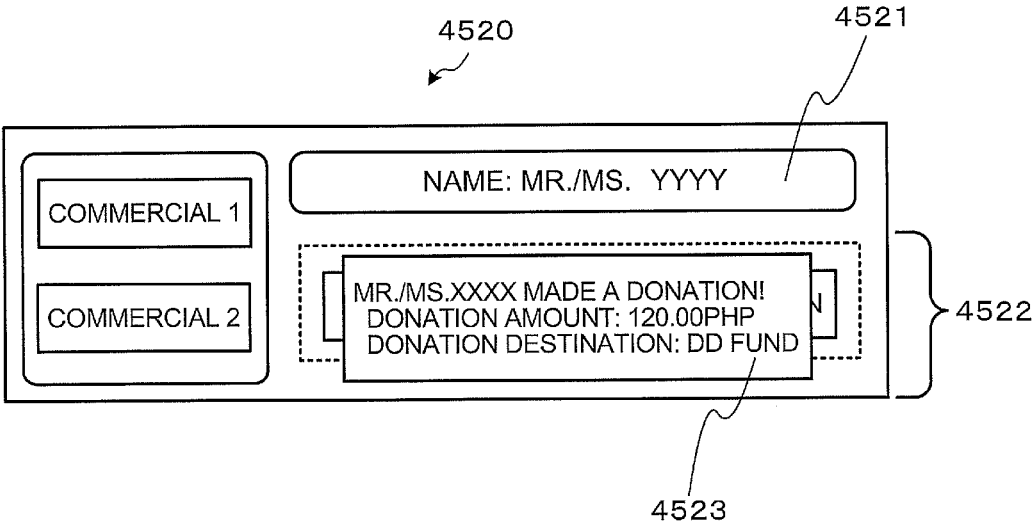 4520
4521
NAME: MR./MS. YYYY
COMMERCIAL 1
COMMERCIAL 2
MR./MS.XXXX MADE A DONATION!
DONATION AMOUNT: 120.00PHP
DONATION DESTINATION: DD FUND
N
4522
4523